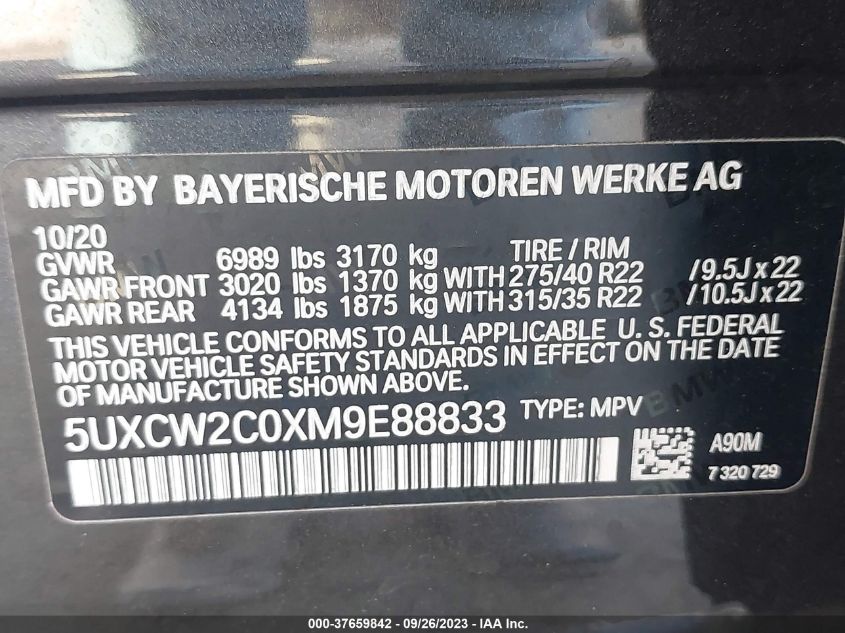 MFD BY BAYERISCHE MOTOREN WERKE AG
10/20
GVWR 6989 lbs 3170 kg TIRE / RIM
GAWR FRONT 3020 lbs 1370 kg WITH 275/40 R22 /9.5J x 22
GAWR REAR 4134 lbs 1875 kg WITH 315/35 R22 /10.5J x 22
THIS VEHICLE CONFORMS TO ALL APPLICABLE U. S. FEDERAL
MOTOR VEHICLE SAFETY STANDARDS IN EFFECT ON THE DATE
OF MANUFACTURE SHOWN ABOVE.
5UXCW2C0XM9E88833 TYPE: MPV
A90M
7 320 729
000-37659842 / 09/26/2023 - IAA Inc.